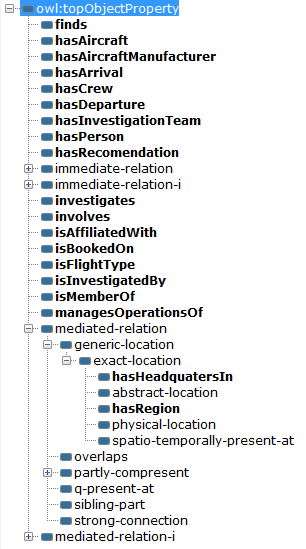 owl:topObjectProperty
finds
hasAircraft
hasAircraftManufacturer
hasArrival
hasCrew
hasDeparture
hasInvestigationTeam
hasPerson
hasRecomendation
immediate-relation
immediate-relation-i
investigates
involves
isAffiliatedWith
isBookedOn
isFlightType
isInvestigatedBy
isMemberOf
managesOperationsOf
mediated-relation
generic-location
exact-location
hasHeadquatersIn
abstract-location
hasRegion
physical-location
spatio-temporally-present-at
overlaps
partly-compresent
q-present-at
sibling-part
strong-connection
mediated-relation-i